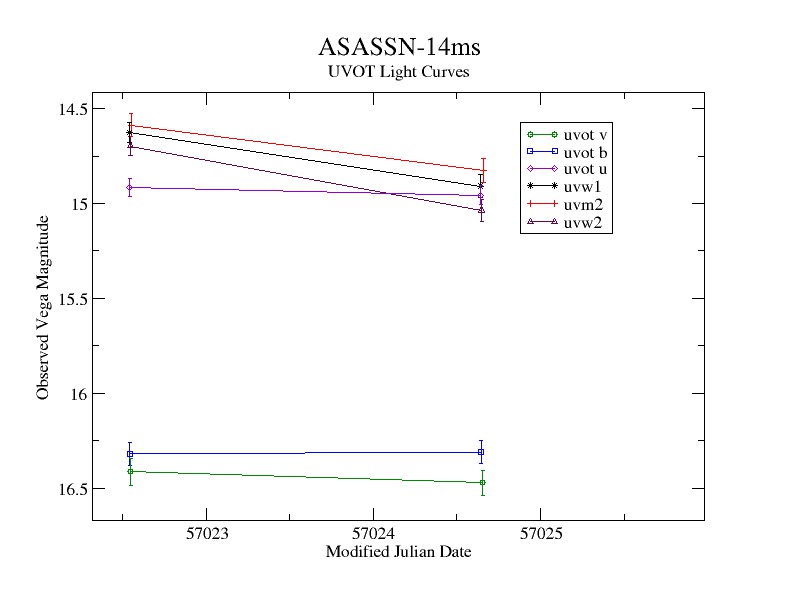 ASASSN-14ms
UVOT Light Curves
14.5
15
15.5
16
16.5
Observed Vega Magnitude
uvot v
uvot b
uvot u
uvw1
uvm2
uvw2
57023
57024
57025
Modified Julian Date